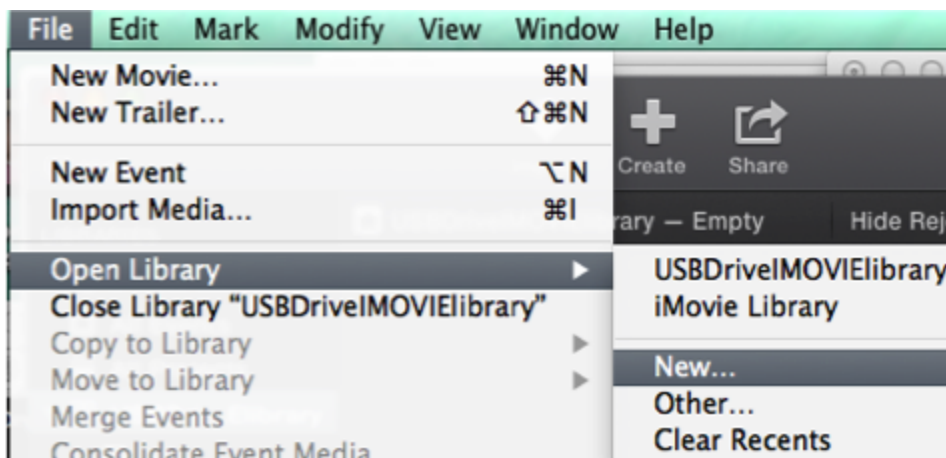 File Edit Mark Modify View Window Help
New Movie... ⌘N
New Trailer... ⇧⌘N
Create Share
New Event ⌥N
Import Media... ⌘I
rary — Empty Hide Rej
Open Library ▶
USBDriveIMOVIElibrary
Close Library “USBDriveIMOVIElibrary”
iMovie Library
Copy to Library ▶
Move to Library ▶
New...
Merge Events
Other...
Consolidate Event Media
Clear Recents